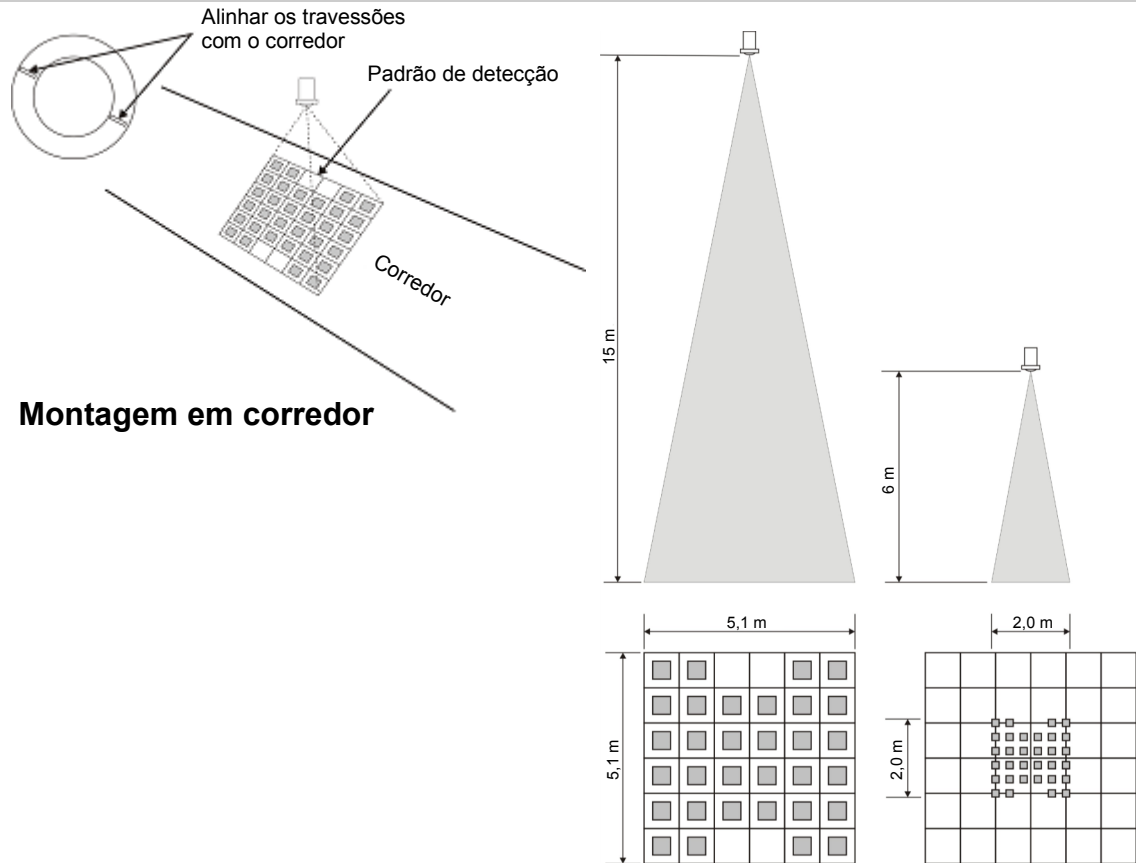 Alinhar os travessões
com o corredor
Padrão de detecção
Corredor
Montagem em corredor
15 m
6 m
5,1 m
2,0 m
5,1 m
2,0 m